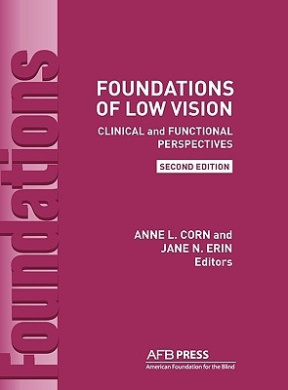 Foundations
FOUNDATIONS
OF LOW VISION
CLINICAL and FUNCTIONAL
PERSPECTIVES
SECOND EDITION
ANNE L. CORN and
JANE N. ERIN
Editors
AFB PRESS
American Foundation for the Blind